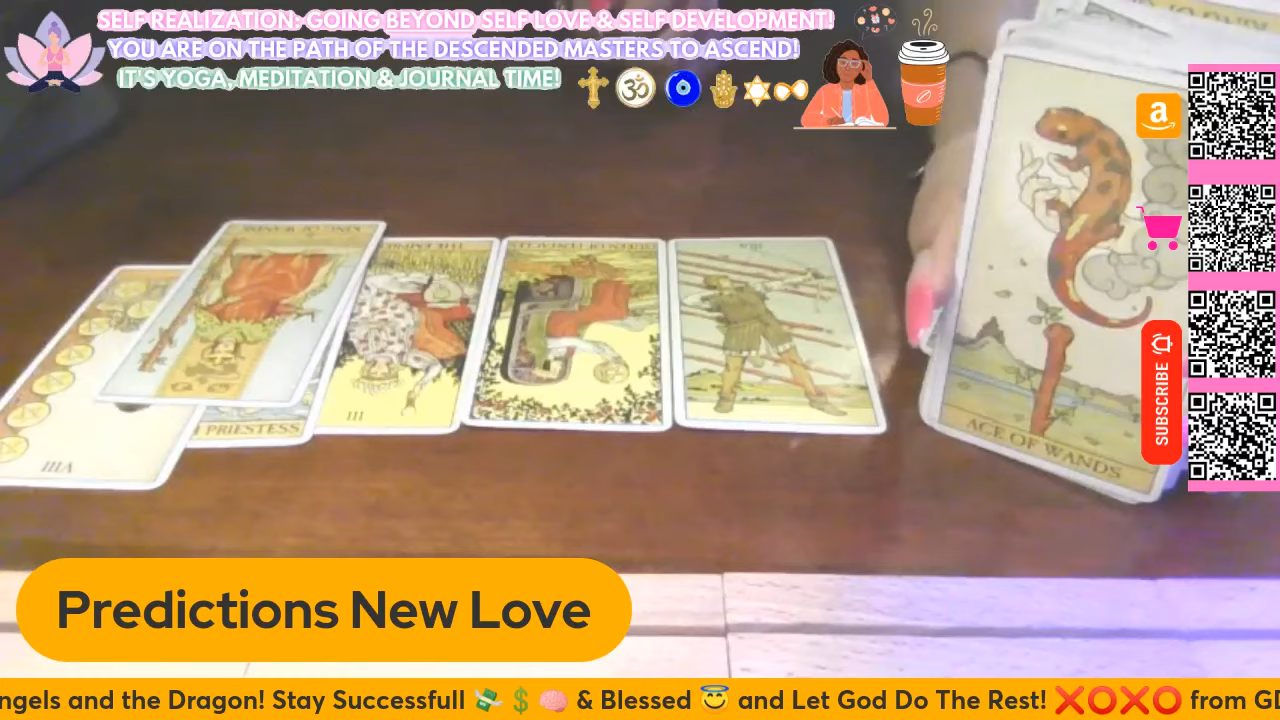 SELF REALIZATION: GOING BEYOND SELF LOVE & SELF DEVELOPMENT!
YOU ARE ON THE PATH OF THE DESCENDED MASTERS TO ASCEND!
IT'S YOGA, MEDITATION & JOURNAL TIME!
PRIESTESS
VIII
III
ACE OF WANDS
SUBSCRIBE
Predictions New Love
ngels and the Dragon! Stay Successfull 💸💲🧠 & Blessed 😇 and Let God Do The Rest! ❌⭕❌⭕ from GD